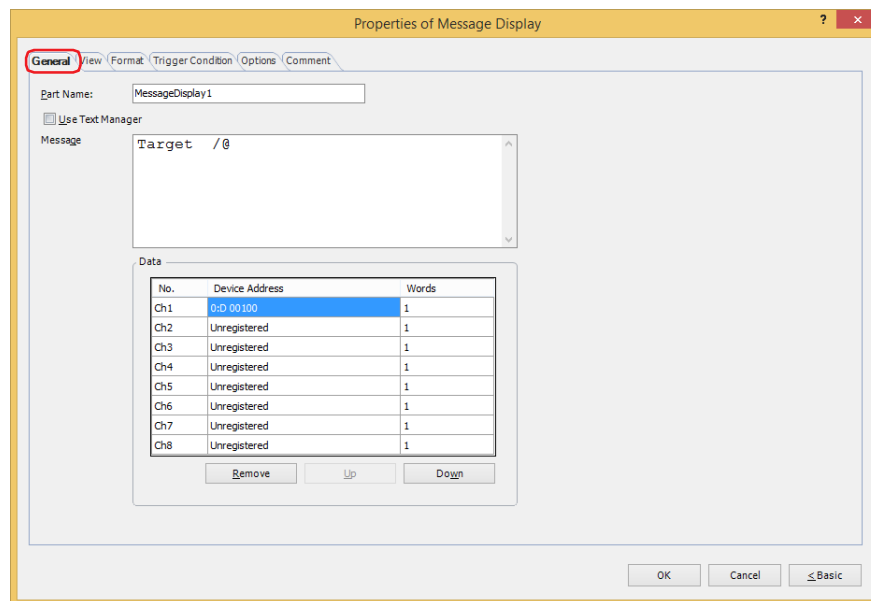 Properties of Message Display ? ×
General View Format Trigger Condition Options Comment
Part Name: MessageDisplay1
Use Text Manager
Message Target /@
Data
No. Device Address Words
Ch1 0:D 00100 1
Ch2 Unregistered 1
Ch3 Unregistered 1
Ch4 Unregistered 1
Ch5 Unregistered 1
Ch6 Unregistered 1
Ch7 Unregistered 1
Ch8 Unregistered 1
Remove Up Down
OK Cancel < Basic